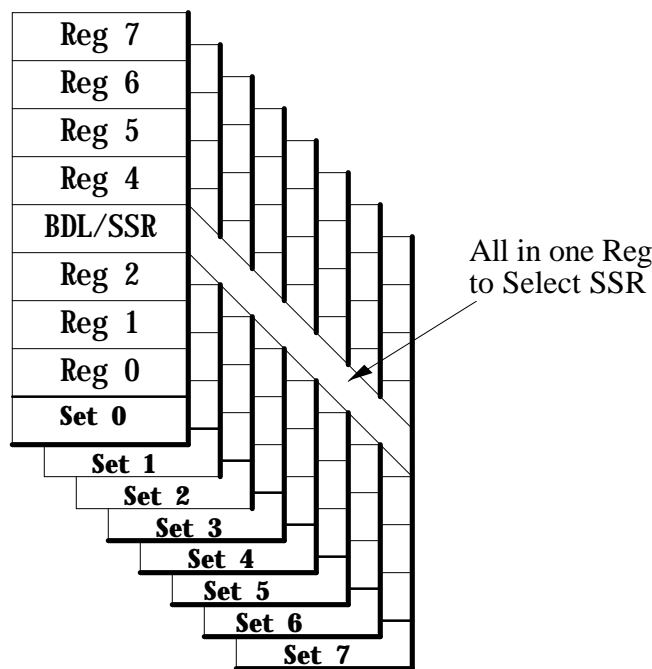 Reg 7
Reg 6
Reg 5
Reg 4
BDL/SSR
Reg 2
Reg 1
Reg 0
Set 0
Set 1
Set 2
Set 3
Set 4
Set 5
Set 6
Set 7
All in one Reg
to Select SSR